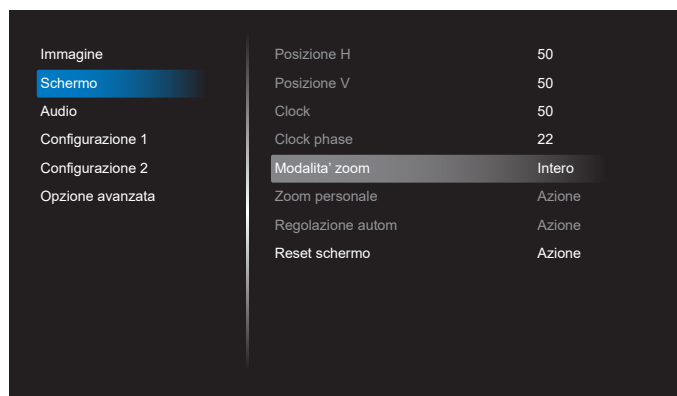 Immagine
Schermo
Audio
Configurazione 1
Configurazione 2
Opzione avanzata
Posizione H 50
Posizione V 50
Clock 50
Clock phase 22
Modalita’ zoom Intero
Zoom personale Azione
Regolazione autom Azione
Reset schermo Azione